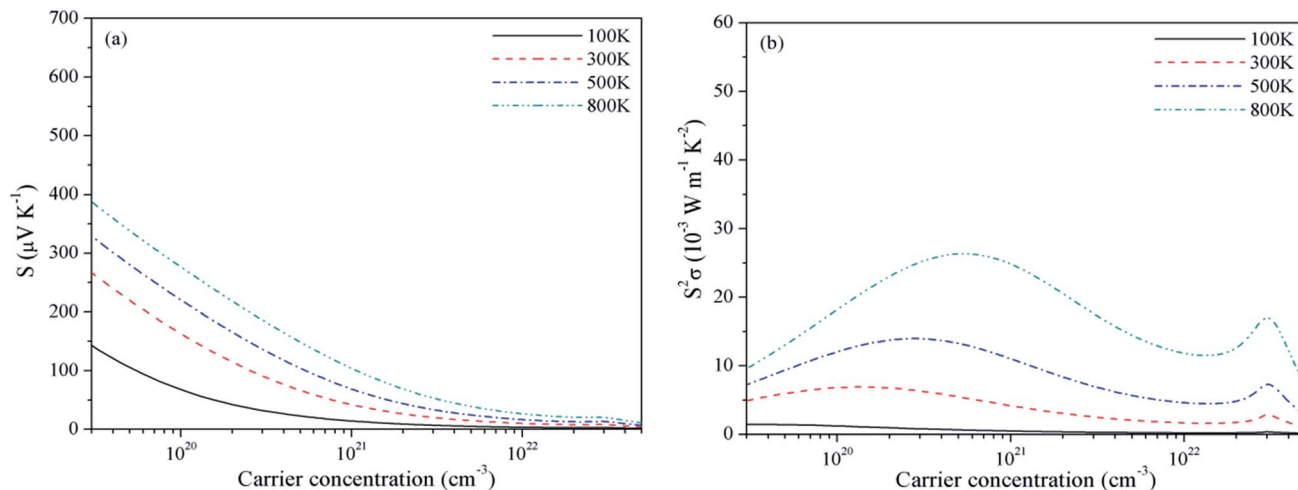 (a)
700
600
500
400
300
200
100
0
S (μV K⁻¹)
100K
300K
500K
800K
10²⁰
10²¹
10²²
Carrier concentration (cm⁻³)
(b)
60
50
40
30
20
10
0
S²σ (10⁻³ W m⁻¹ K⁻²)
100K
300K
500K
800K
10²⁰
10²¹
10²²
Carrier concentration (cm⁻³)